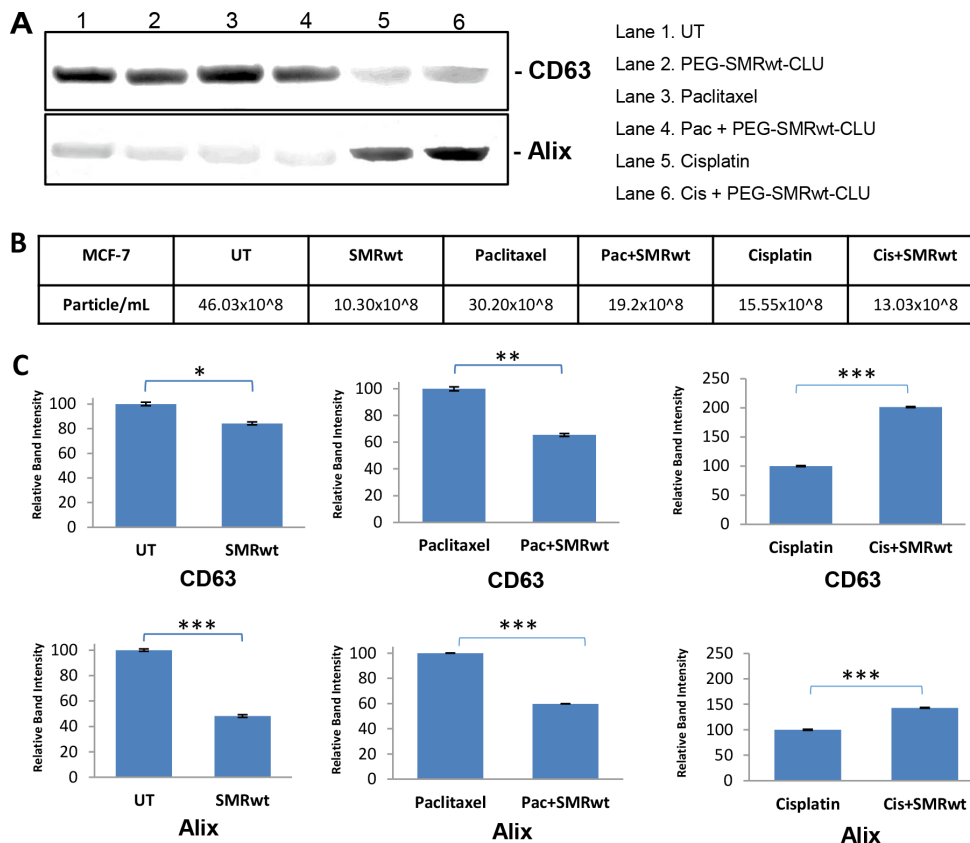 A
1 2 3 4 5 6
- CD63
- Alix
Lane 1. UT
Lane 2. PEG-SMRwt-CLU
Lane 3. Paclitaxel
Lane 4. Pac + PEG-SMRwt-CLU
Lane 5. Cisplatin
Lane 6. Cis + PEG-SMRwt-CLU
B
MCF-7 UT SMRwt Paclitaxel Pac+SMRwt Cisplatin Cis+SMRwt
Particle/mL 46.03x10^8 10.30x10^8 30.20x10^8 19.2x10^8 15.55x10^8 13.03x10^8
C
Relative Band Intensity
100
80
60
40
20
0
*
UT SMRwt
CD63
Relative Band Intensity
100
80
60
40
20
0
**
Paclitaxel Pac+SMRwt
CD63
Relative Band Intensity
250
200
150
100
50
0
***
Cisplatin Cis+SMRwt
CD63
Relative Band Intensity
100
80
60
40
20
0
***
UT SMRwt
Alix
Relative Band Intensity
100
80
60
40
20
0
***
Paclitaxel Pac+SMRwt
Alix
Relative Band Intensity
250
200
150
100
50
0
***
Cisplatin Cis+SMRwt
Alix